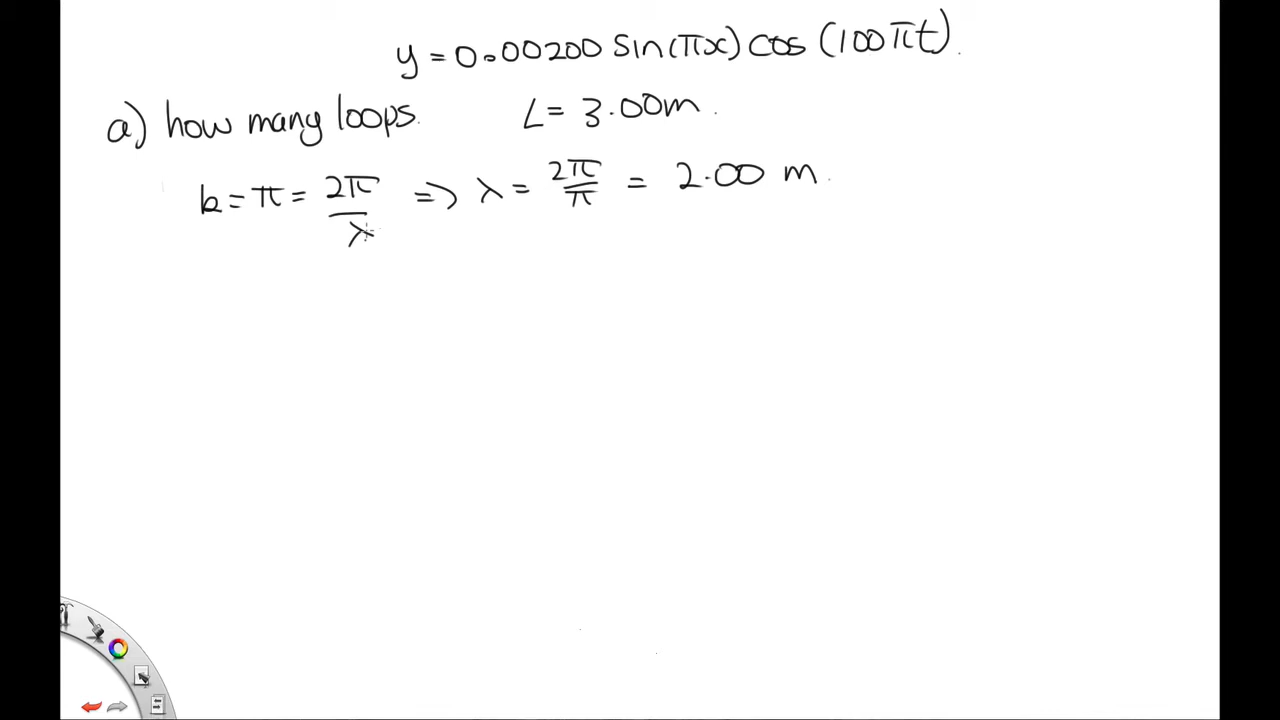 y = 0.00200 Sin(πx) cos (100πt).
a) how many loops. L = 3.00m.
k = π = 2π/λ => λ = 2π/π = 2.00 m.